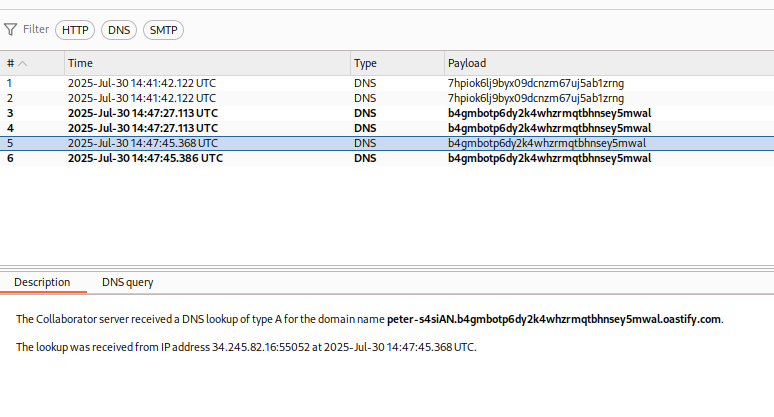 Filter HTTP DNS SMTP
# Time Type Payload
1 2025-Jul-30 14:41:42.122 UTC DNS 7hpiok6lj9byx09dcnzm67uj5ab1zrng
2 2025-Jul-30 14:41:42.122 UTC DNS 7hpiok6lj9byx09dcnzm67uj5ab1zrng
3 2025-Jul-30 14:47:27.113 UTC DNS b4gmbotp6dy2k4whzrmqtbhnsey5mwal
4 2025-Jul-30 14:47:27.113 UTC DNS b4gmbotp6dy2k4whzrmqtbhnsey5mwal
5 2025-Jul-30 14:47:45.368 UTC DNS b4gmbotp6dy2k4whzrmqtbhnsey5mwal
6 2025-Jul-30 14:47:45.386 UTC DNS b4gmbotp6dy2k4whzrmqtbhnsey5mwal
Description DNS query
The Collaborator server received a DNS lookup of type A for the domain name peter-s4siAN.b4gmbotp6dy2k4whzrmqtbhnsey5mwal.oastify.com.
The lookup was received from IP address 34.245.82.16:55052 at 2025-Jul-30 14:47:45.368 UTC.